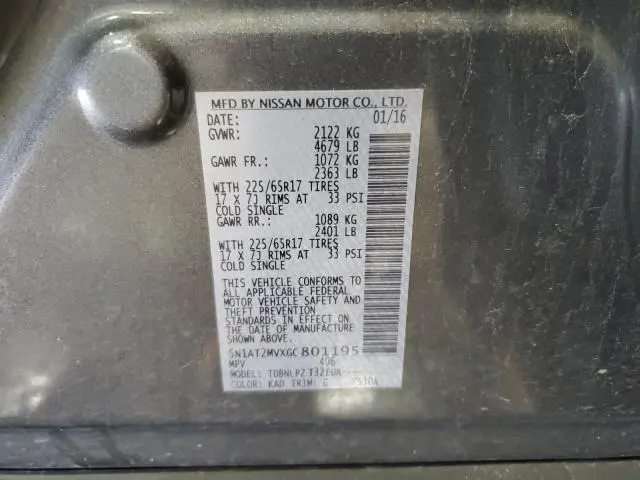 MFD BY NISSAN MOTOR CO., LTD.
DATE: 01/16
GVWR: 2122 KG
4679 LB
GAWR FR.: 1072 KG
2363 LB
WITH 225/65R17 TIRES
17 X 7J RIMS AT 33 PSI
COLD SINGLE
GAWR RR.: 1089 KG
2401 LB
WITH 225/65R17 TIRES
17 X 7J RIMS AT 33 PSI
COLD SINGLE
THIS VEHICLE CONFORMS TO
ALL APPLICABLE FEDERAL
MOTOR VEHICLE SAFETY AND
THEFT PREVENTION
STANDARDS IN EFFECT ON
THE DATE OF MANUFACTURE
SHOWN ABOVE.
5N1AT2MVXGC801195
MPV 496
MODEL:
COLOR: KAD TRIM: G